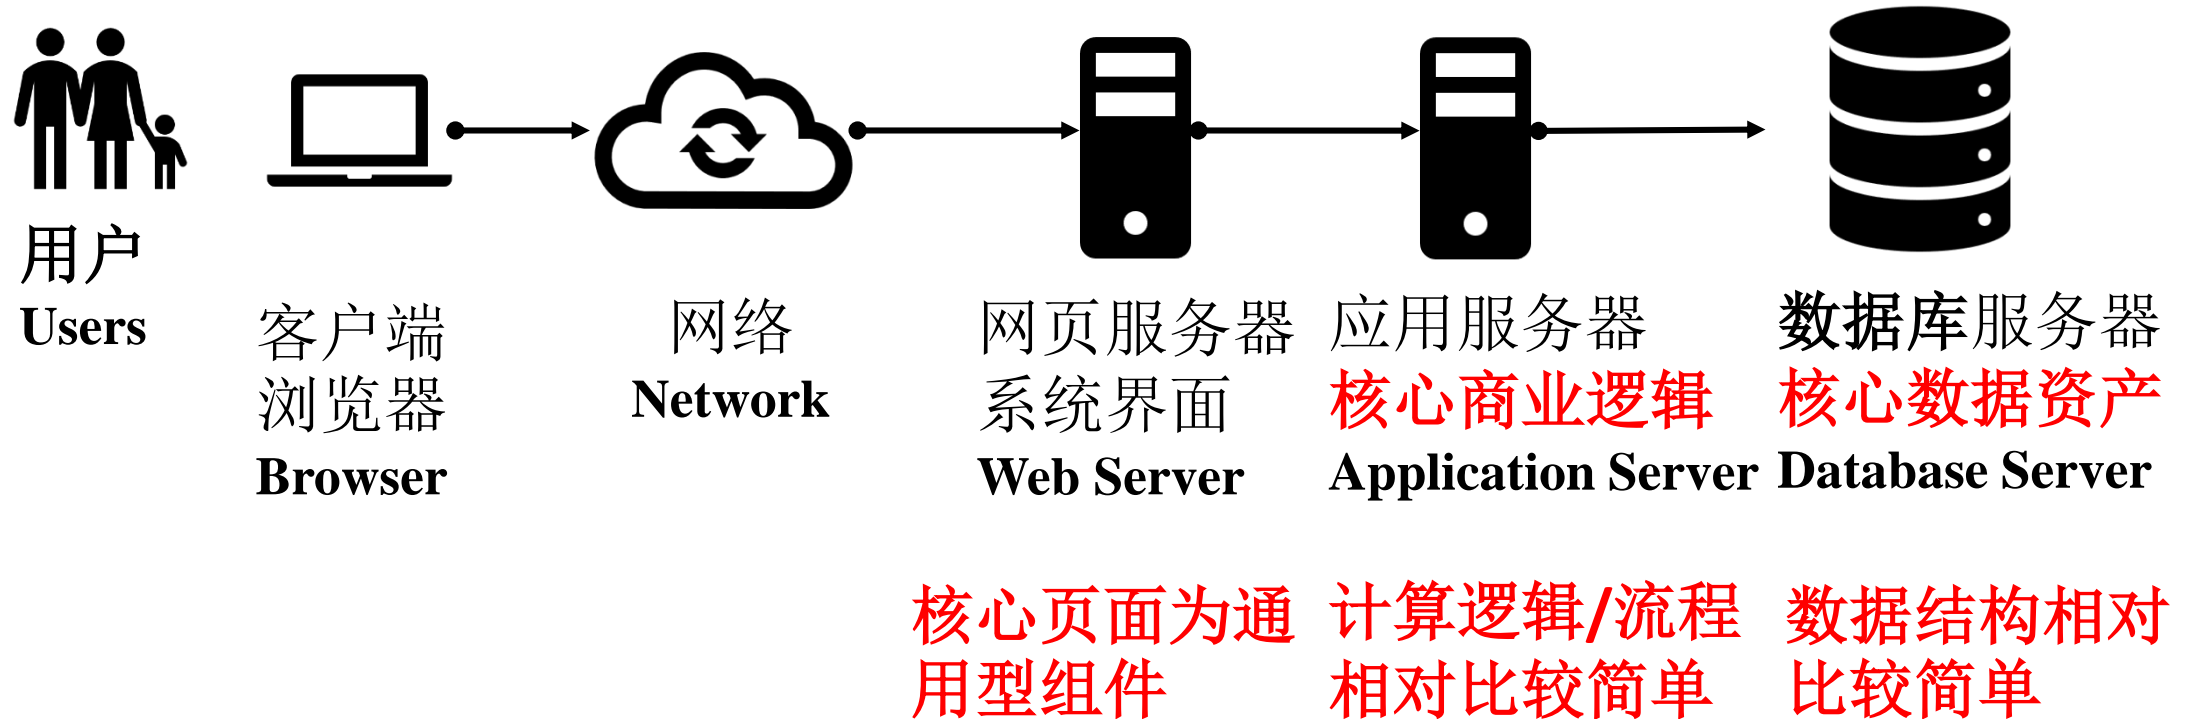 用户
Users
客户端
浏览器
Browser
网络
Network
网页服务器
系统界面
Web Server
应用服务器
核心商业逻辑
Application Server
数据库服务器
核心数据资产
Database Server
核心页面为通
用型组件
计算逻辑/流程
相对比较简单
数据结构相对
比较简单